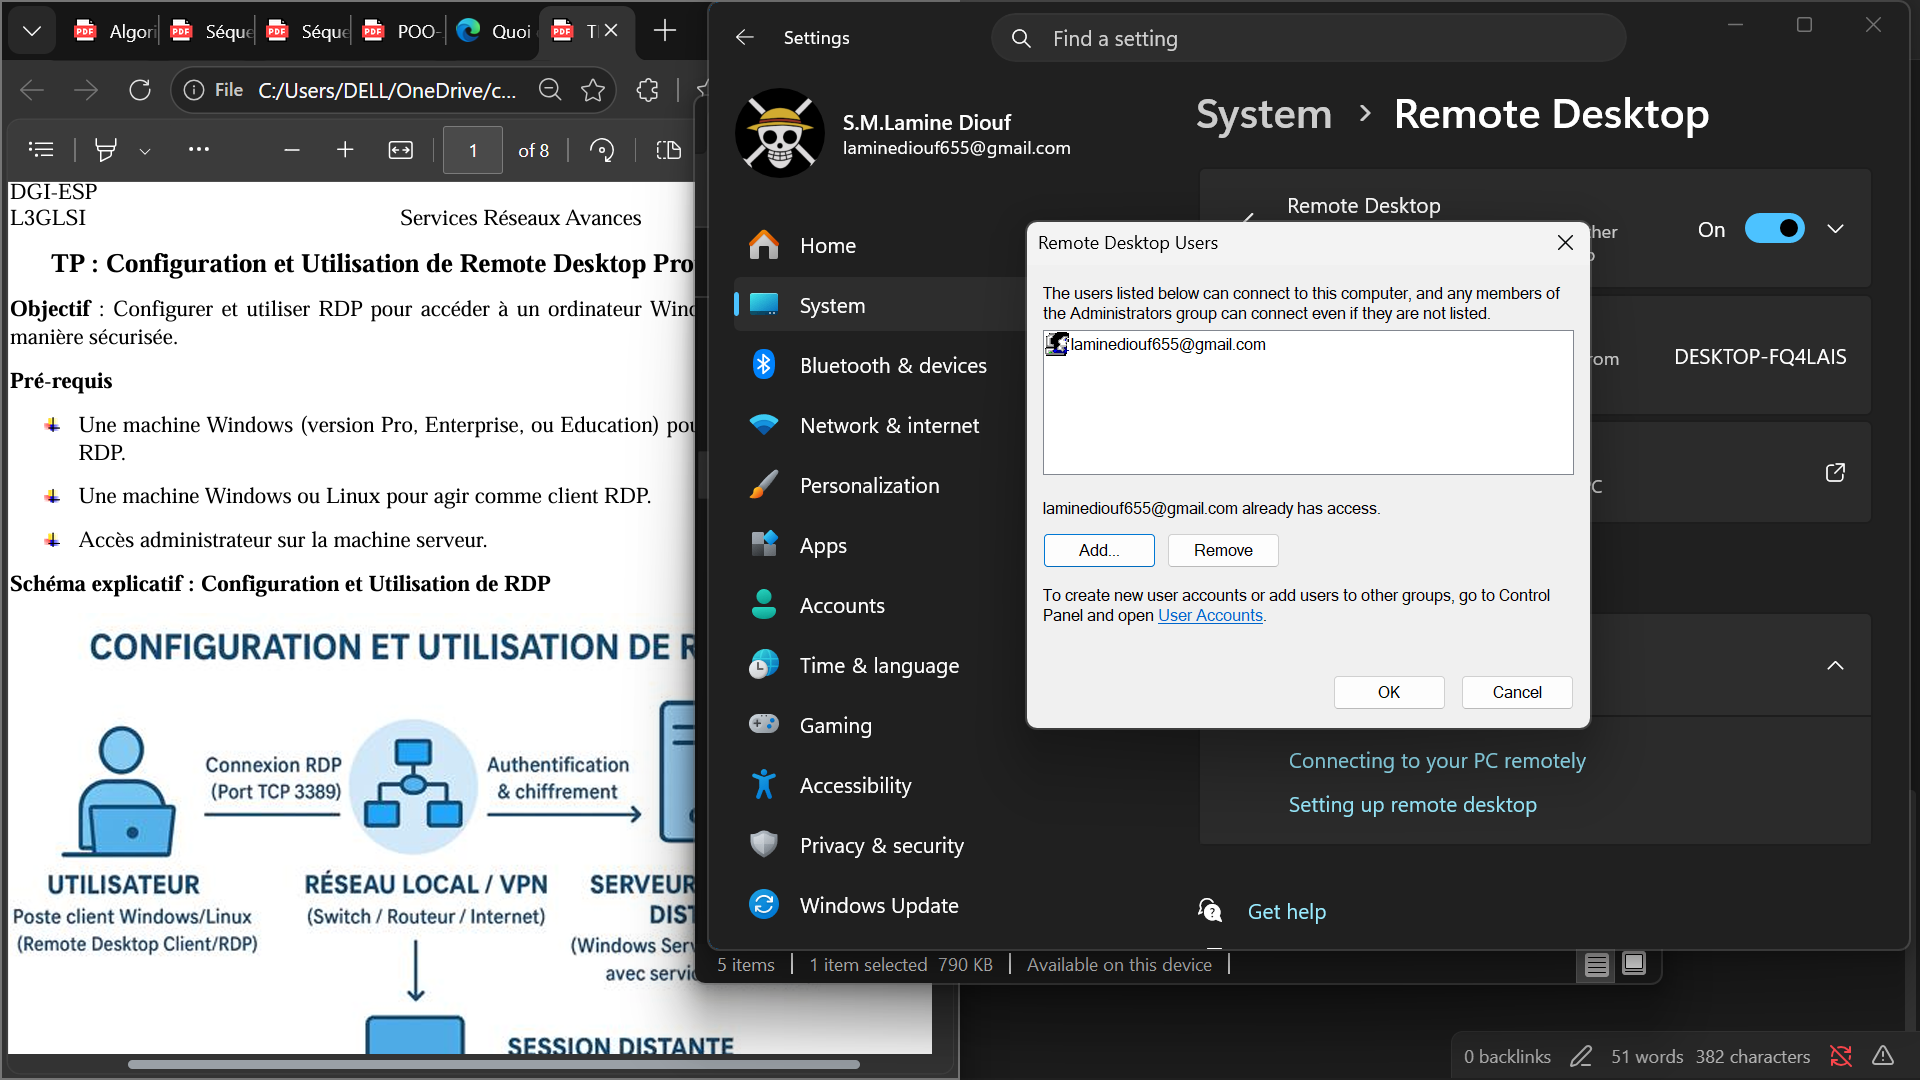 Algori
Séque
Séque
POO-
Quoi
File C:/Users/DELL/OneDrive/c...
1 of 8
DGI-ESP
L3GLSI
Services Réseaux Avances
TP : Configuration et Utilisation de Remote Desktop Pro
Objectif : Configurer et utiliser RDP pour accéder à un ordinateur Wind
manière sécurisée.
Pré-requis
Une machine Windows (version Pro, Enterprise, ou Education) pou
RDP.
Une machine Windows ou Linux pour agir comme client RDP.
Accès administrateur sur la machine serveur.
Schéma explicatif : Configuration et Utilisation de RDP
CONFIGURATION ET UTILISATION DE R
Connexion RDP
(Port TCP 3389)
Authentification
& chiffrement
UTILISATEUR
Poste client Windows/Linux
(Remote Desktop Client/RDP)
RÉSEAU LOCAL / VPN
(Switch / Routeur / Internet)
SERVEUR
DIST
(Windows Serv
avec servic
SESSION DISTANTE
Settings
Find a setting
S.M.Lamine Diouf
laminediouf655@gmail.com
Home
System
Bluetooth & devices
Network & internet
Personalization
Apps
Accounts
Time & language
Gaming
Accessibility
Privacy & security
Windows Update
System > Remote Desktop
Remote Desktop
ther
On
om
DESKTOP-FQ4LAIS
PC
Remote Desktop Users
The users listed below can connect to this computer, and any members of
the Administrators group can connect even if they are not listed.
laminediouf655@gmail.com
laminediouf655@gmail.com already has access.
Add...
Remove
To create new user accounts or add users to other groups, go to Control
Panel and open User Accounts.
OK
Cancel
Connecting to your PC remotely
Setting up remote desktop
Get help
5 items
1 item selected 790 KB
Available on this device
0 backlinks
51 words 382 characters